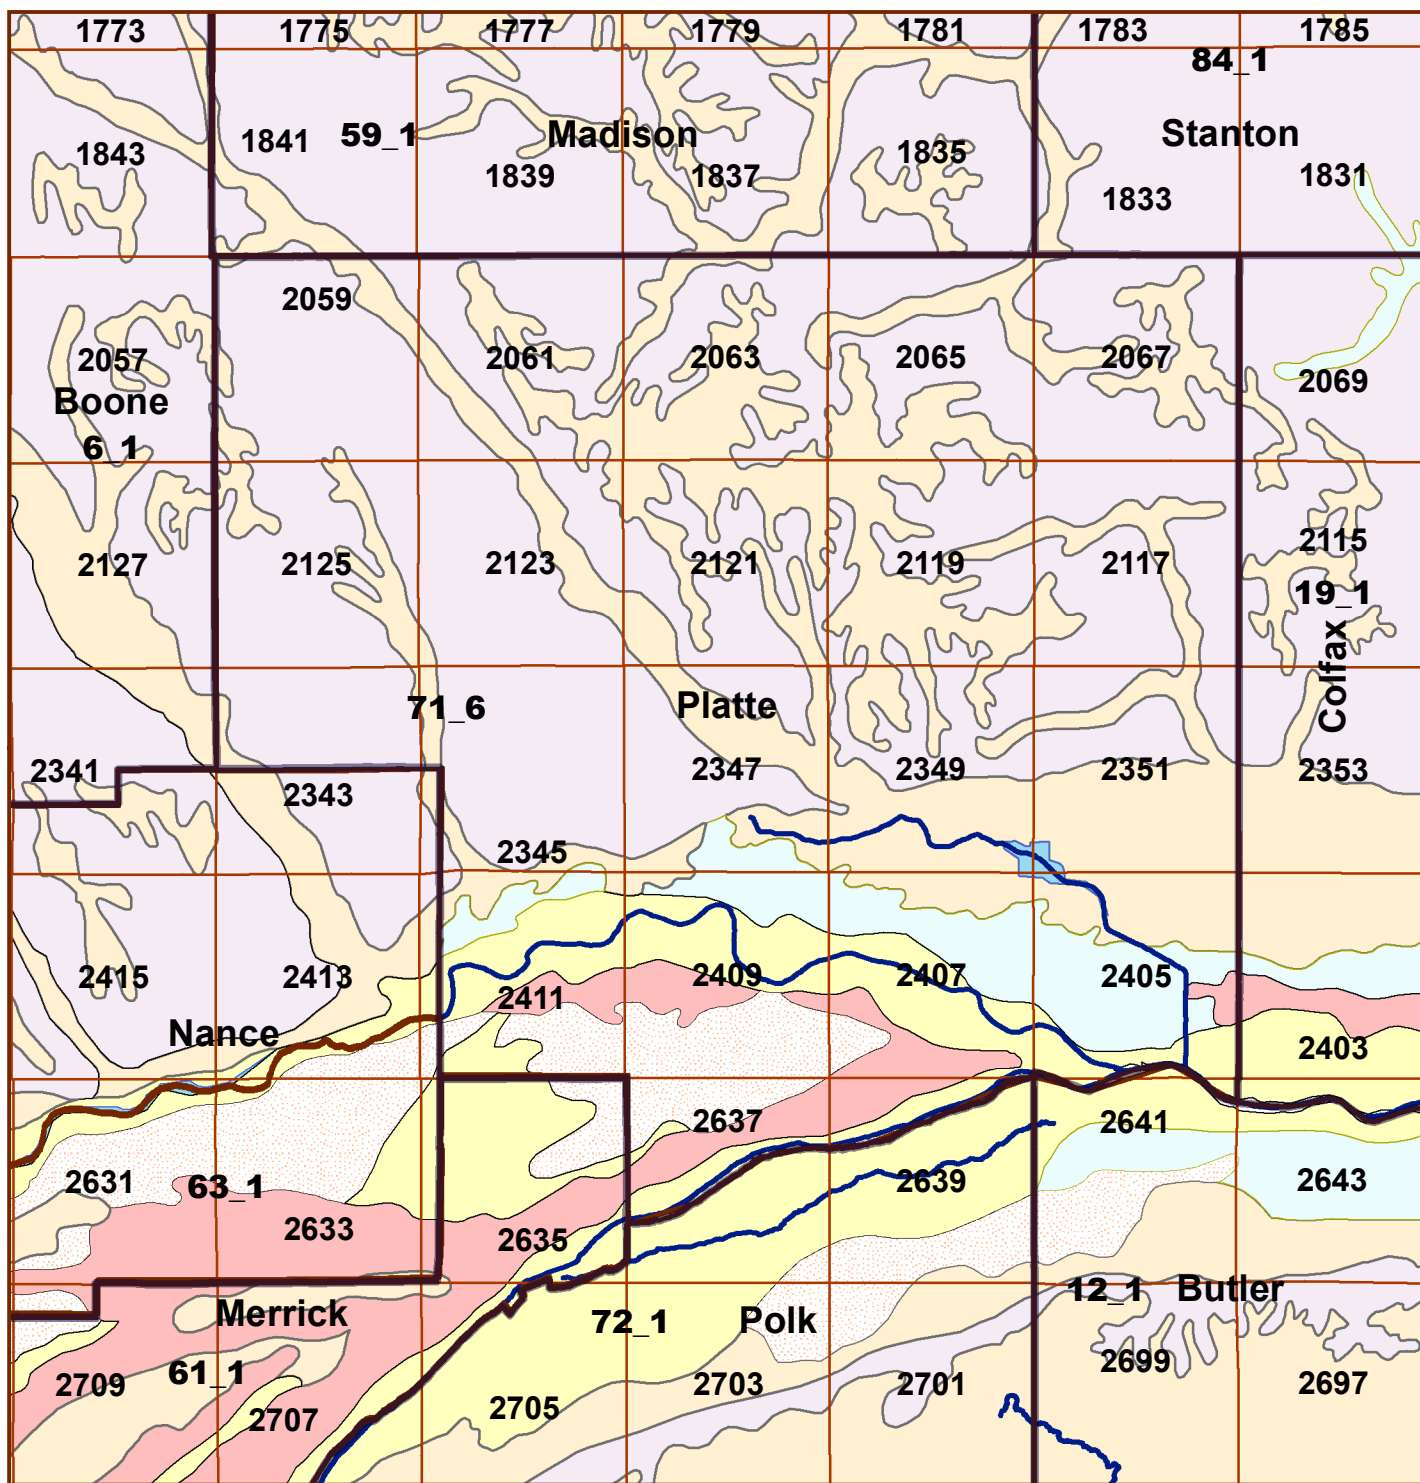 1773 1775 1777 1779 1781 1783 1785
84_1
1841 59_1 Madison Stanton
1843 1839 1837 1835 1833 1831
2059
2057 2061 2063 2065 2067 2069
Boone
6_1
2127 2125 2123 2121 2119 2117 2115
19_1
Colfax
71_6 Platte
2341 2343 2347 2349 2351 2353
2345
2415 2413 2411 2409 2407 2405
Nance 2403
2637 2641
2631 63_1 2639 2643
2633 2635
Merrick 72_1 Polk 12_1 Butler
2709 61_1 2703 2701 2699 2697
2707 2705